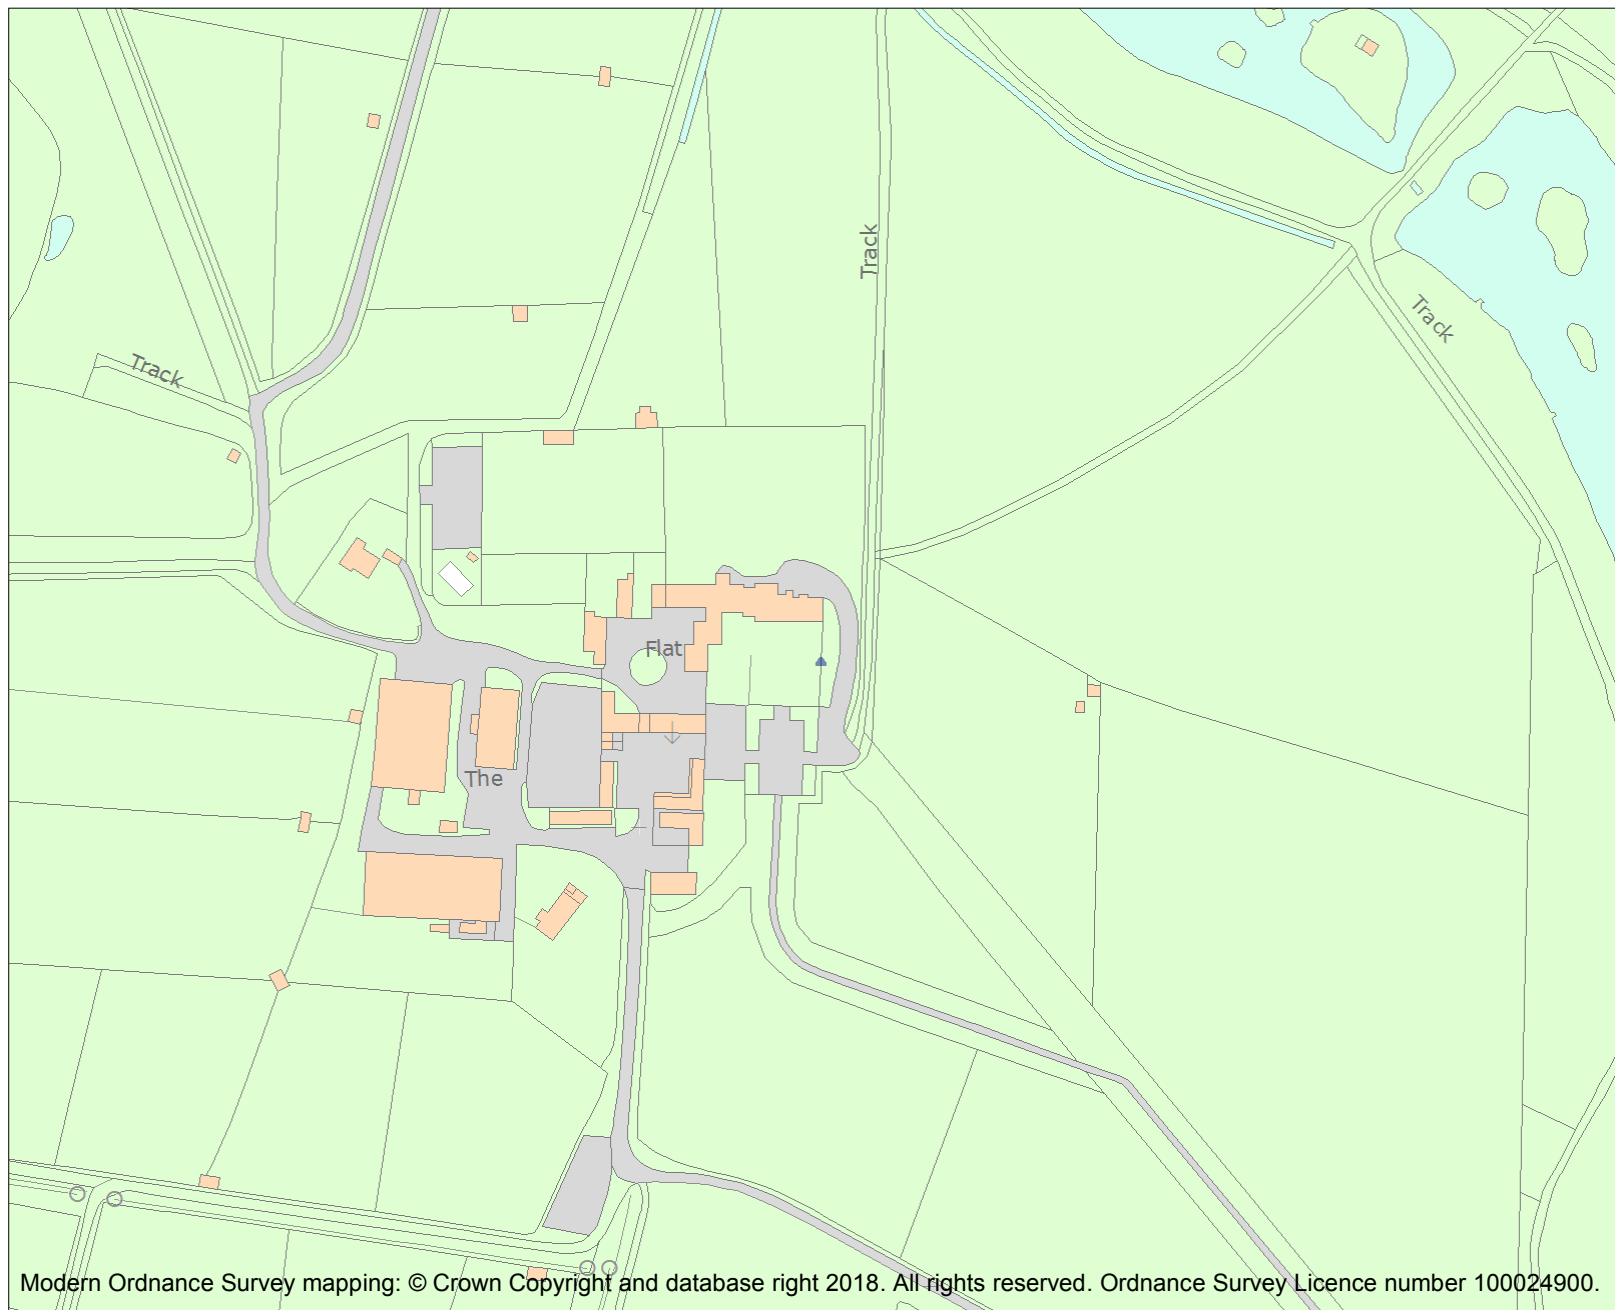 Track
Track
Track
Flat
The
Modern Ordnance Survey mapping: © Crown Copyright and database right 2018. All rights reserved. Ordnance Survey Licence number 100024900.